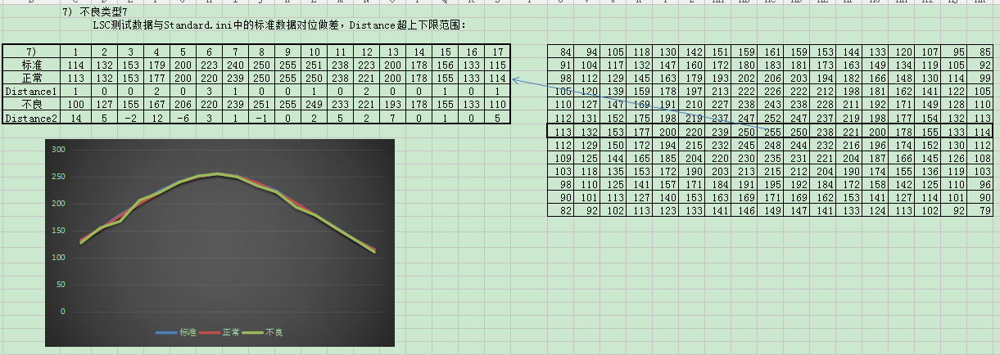 7) 不良类型7
LSC测试数据与Standard.ini中的标准数据对位做差，Distance超上下限范围：
7) 1 2 3 4 5 6 7 8 9 10 11 12 13 14 15 16 17
标准 114 132 153 179 200 223 240 250 255 251 238 223 200 178 156 133 115
正常 113 132 153 177 200 220 239 250 255 250 238 221 200 178 155 133 114
Distance1 1 0 0 2 0 3 1 0 0 1 0 2 0 0 1 0 1
不良 100 127 155 167 206 220 239 251 255 249 233 221 193 178 155 133 110
Distance2 14 5 -2 12 -6 3 1 -1 0 2 5 2 7 0 1 0 5
84 94 105 118 130 142 151 159 161 159 153 144 133 120 107 95 85
91 104 117 132 147 160 172 180 183 181 173 163 149 134 119 105 92
98 112 129 145 163 179 193 202 206 203 194 182 166 148 130 114 99
105 120 139 159 178 197 213 222 226 222 212 198 181 162 141 122 105
110 127 147 169 191 210 227 238 243 238 228 211 192 171 149 128 110
112 131 152 175 198 219 237 247 252 247 237 219 198 177 154 132 113
113 132 153 177 200 220 239 250 255 250 238 221 200 178 155 133 114
112 129 150 172 194 215 232 245 248 244 232 216 196 174 152 130 112
109 125 144 165 185 204 220 230 235 231 221 204 187 166 145 126 108
103 118 135 153 172 190 203 213 215 212 204 190 174 155 136 119 103
98 110 125 141 157 171 184 191 195 192 184 172 158 142 125 110 96
90 101 113 127 140 153 163 169 171 169 162 153 141 127 114 101 90
82 92 102 113 123 133 141 146 149 147 141 133 124 113 102 92 79
300
250
200
150
100
50
0
标准 正常 不良